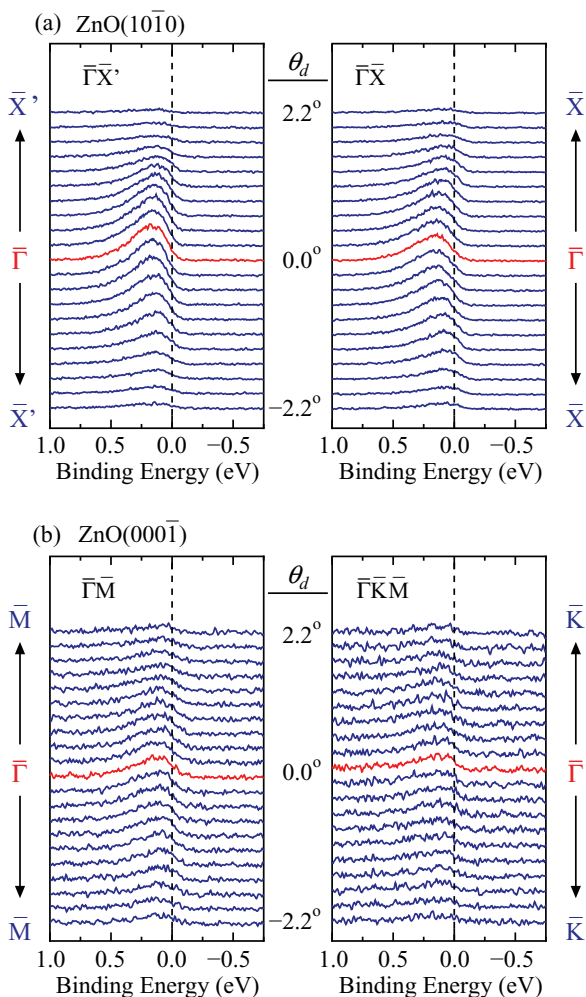 (a) ZnO(101̄0)
Γ̄X̄’ θd Γ̄X̄
X̄’ 2.2° X̄
Γ̄ 0.0° Γ̄
X̄’ −2.2° X̄
1.0 0.5 0.0 −0.5 1.0 0.5 0.0 −0.5
Binding Energy (eV) Binding Energy (eV)
(b) ZnO(0001̄)
Γ̄M̄ θd Γ̄K̄M̄
M̄ 2.2° K̄
Γ̄ 0.0° Γ̄
M̄ −2.2° K̄
1.0 0.5 0.0 −0.5 1.0 0.5 0.0 −0.5
Binding Energy (eV) Binding Energy (eV)